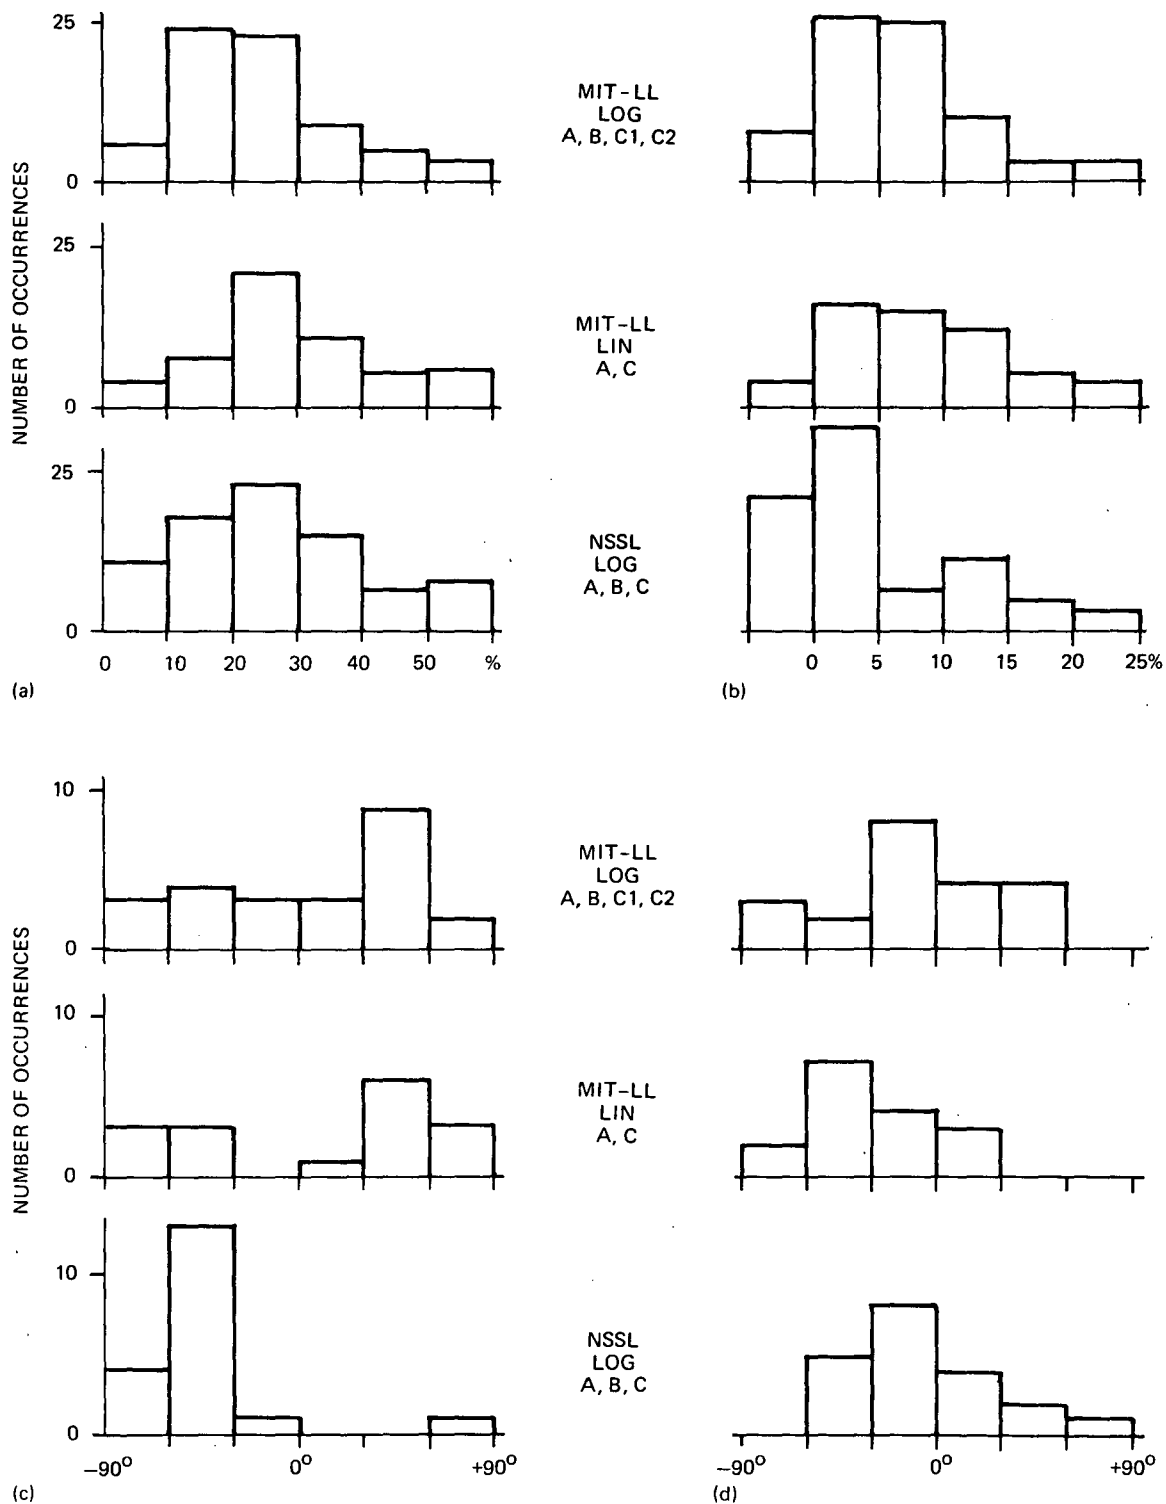 25
0
MIT-LL
LOG
A, B, C1, C2
25
0
MIT-LL
LIN
A, C
NUMBER OF OCCURRENCES
25
0
NSSL
LOG
A, B, C
0 10 20 30 40 50 %
0 5 10 15 20 25%
(a)
(b)
10
0
MIT-LL
LOG
A, B, C1, C2
10
0
MIT-LL
LIN
A, C
NUMBER OF OCCURRENCES
10
0
NSSL
LOG
A, B, C
−90° 0° +90°
−90° 0° +90°
(c)
(d)